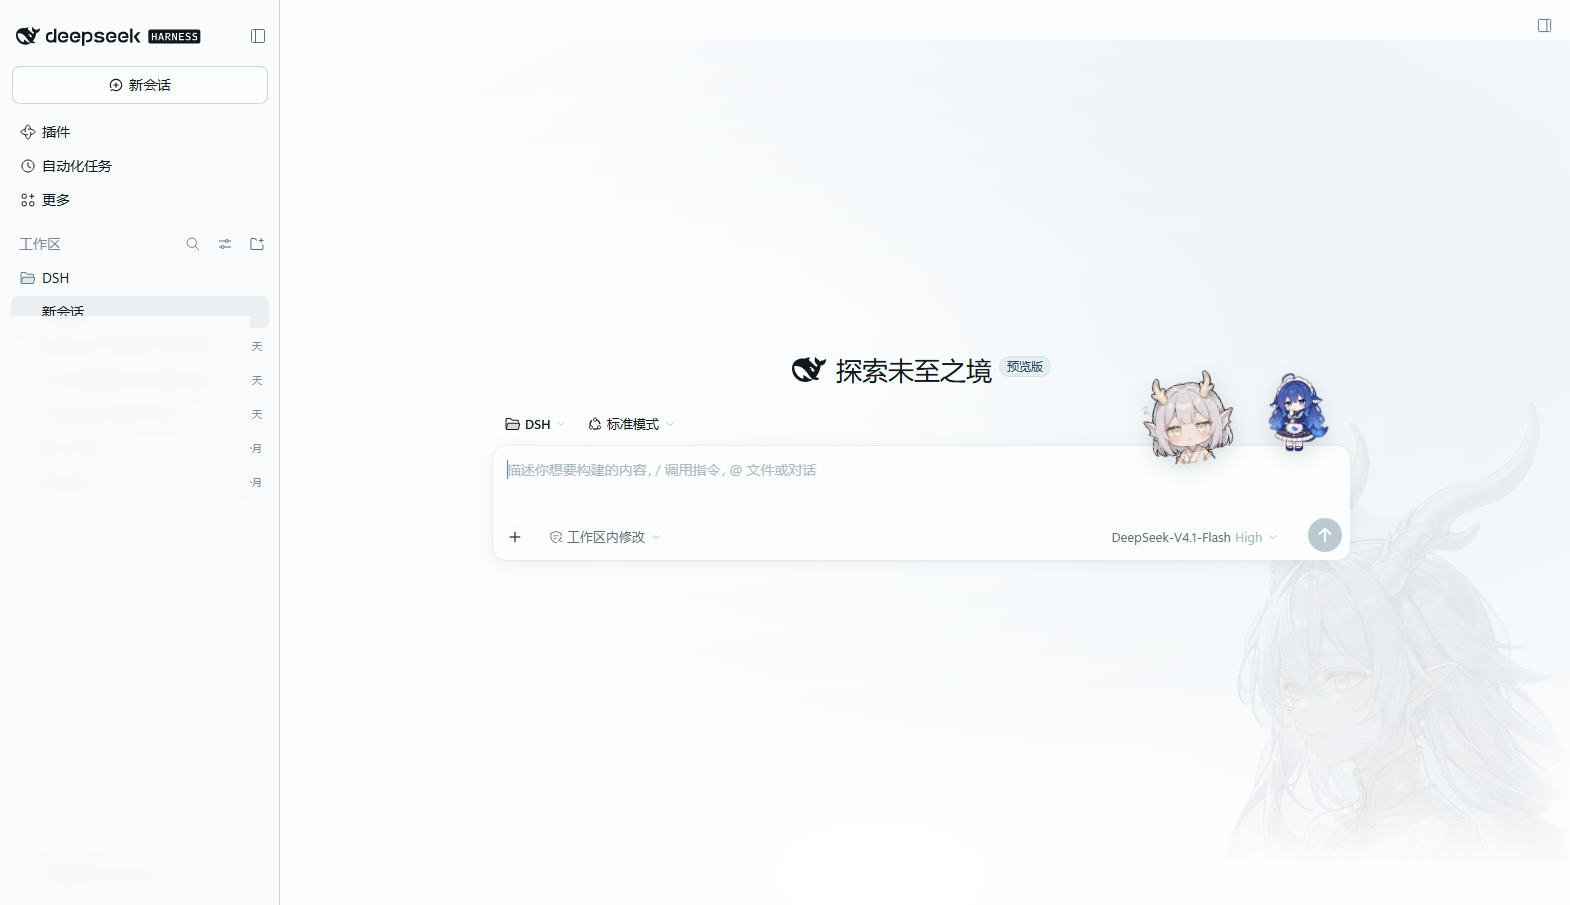 deepseek HARNESS
新会话
插件
自动化任务
更多
工作区
DSH
新会话
天
天
天
月
月
探索未至之境 预览版
DSH 标准模式
描述你想要构建的内容, / 调用指令, @ 文件或对话
工作区内修改 DeepSeek-V4.1-Flash High